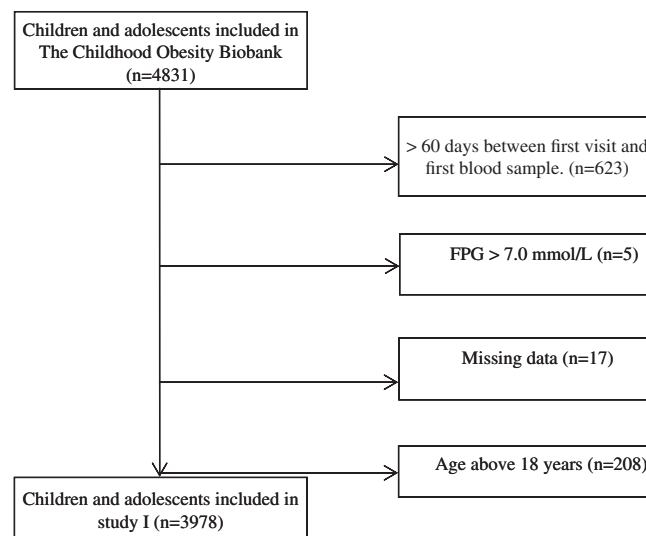 Children and adolescents included in
The Childhood Obesity Biobank
(n=4831)
> 60 days between first visit and
first blood sample. (n=623)
FPG > 7.0 mmol/L (n=5)
Missing data (n=17)
Age above 18 years (n=208)
Children and adolescents included in
study I (n=3978)